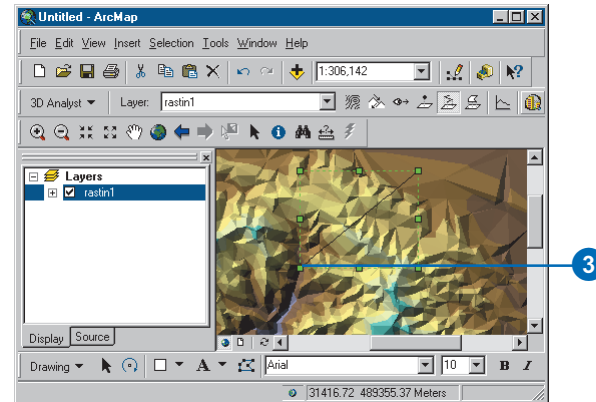 Untitled - ArcMap
File Edit View Insert Selection Tools Window Help
1:306,142
3D Analyst Layer: rastin1
Layers
rastin1
3
Display Source
Drawing A Arial 10 B I
31416.72 489355.37 Meters